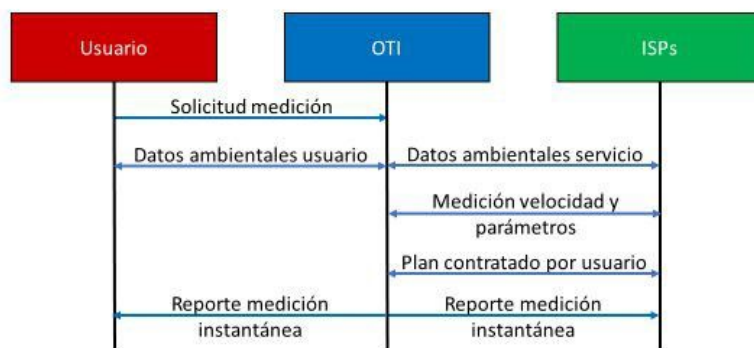 Usuario
OTI
ISPs
Solicitud medición
Datos ambientales usuario
Datos ambientales servicio
Medición velocidad y
parámetros
Plan contratado por usuario
Reporte medición
instantánea
Reporte medición
instantánea